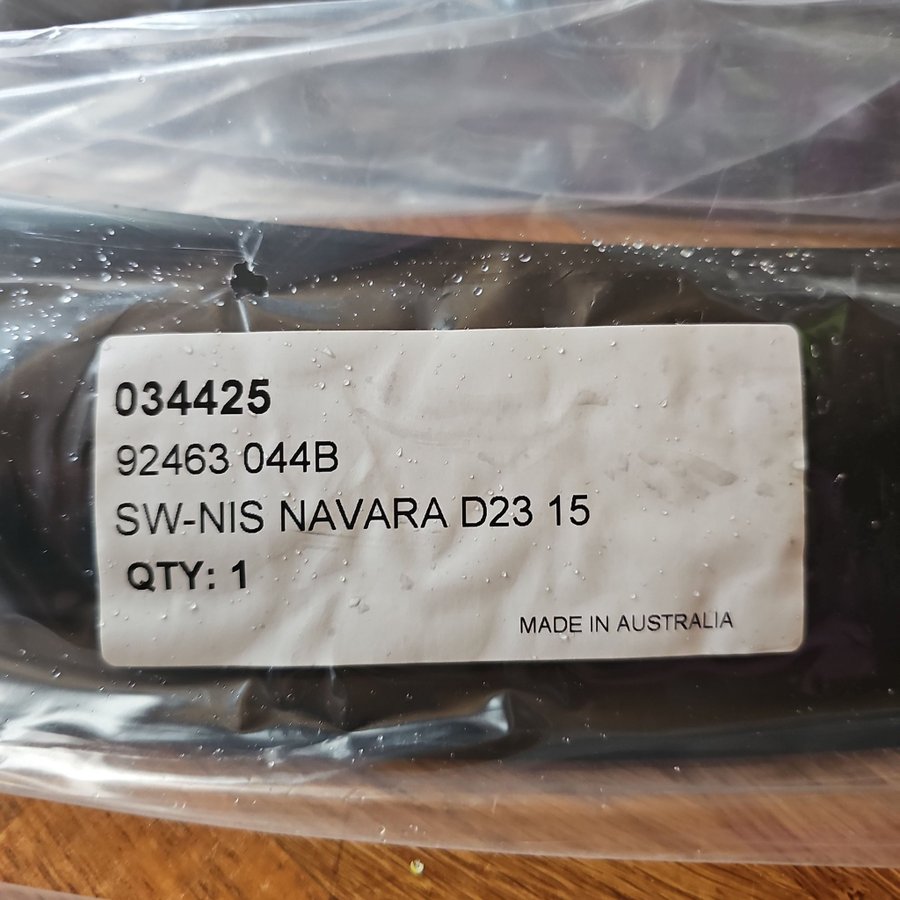 034425
92463 044B
SW-NIS NAVARA D23 15
QTY: 1
MADE IN AUSTRALIA